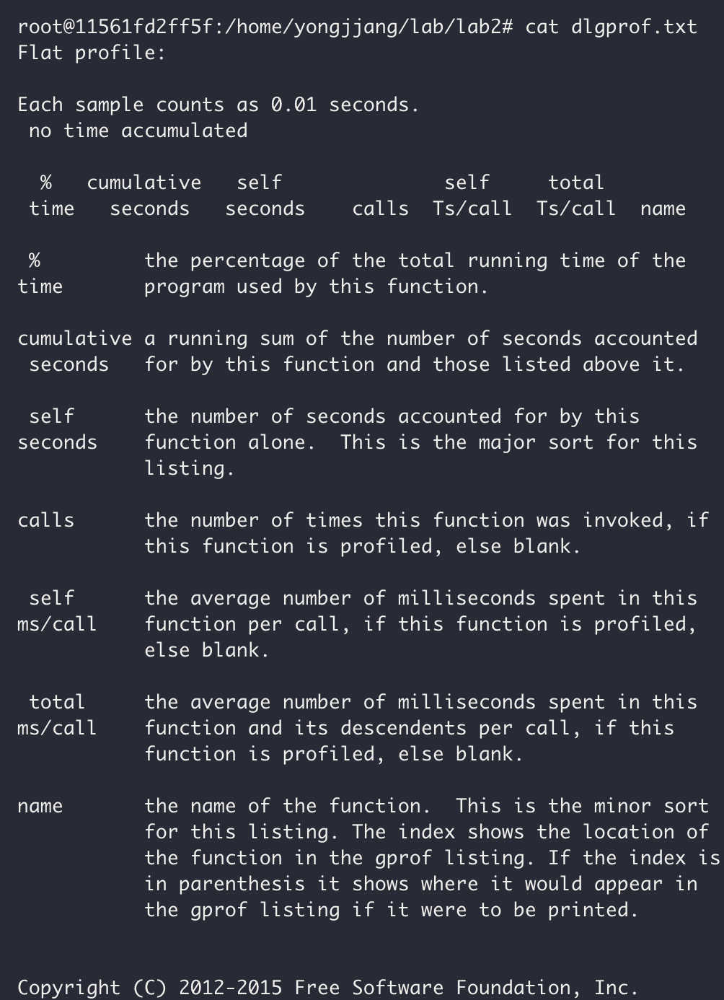 root@11561fd2ff5f:/home/yongjjang/lab/lab2# cat dlgprof.txt
Flat profile:

Each sample counts as 0.01 seconds.
 no time accumulated

  %   cumulative   self              self     total
 time   seconds   seconds    calls  Ts/call  Ts/call  name

 %         the percentage of the total running time of the
time       program used by this function.

cumulative a running sum of the number of seconds accounted
 seconds   for by this function and those listed above it.

 self      the number of seconds accounted for by this
seconds    function alone.  This is the major sort for this
           listing.

calls      the number of times this function was invoked, if
           this function is profiled, else blank.

 self      the average number of milliseconds spent in this
ms/call    function per call, if this function is profiled,
           else blank.

 total     the average number of milliseconds spent in this
ms/call    function and its descendents per call, if this
           function is profiled, else blank.

name       the name of the function.  This is the minor sort
           for this listing. The index shows the location of
           the function in the gprof listing. If the index is
           in parenthesis it shows where it would appear in
           the gprof listing if it were to be printed.

Copyright (C) 2012-2015 Free Software Foundation, Inc.